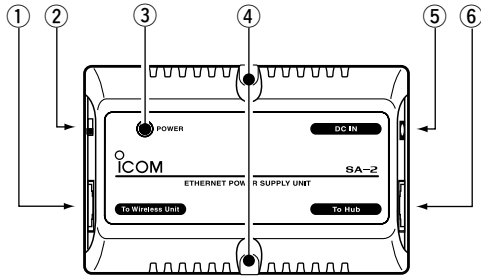 ① ② ③ ④ ⑤ ⑥
POWER
DC IN
ICOM
SA-2
ETHERNET POWER SUPPLY UNIT
To Wireless Unit
To Hub